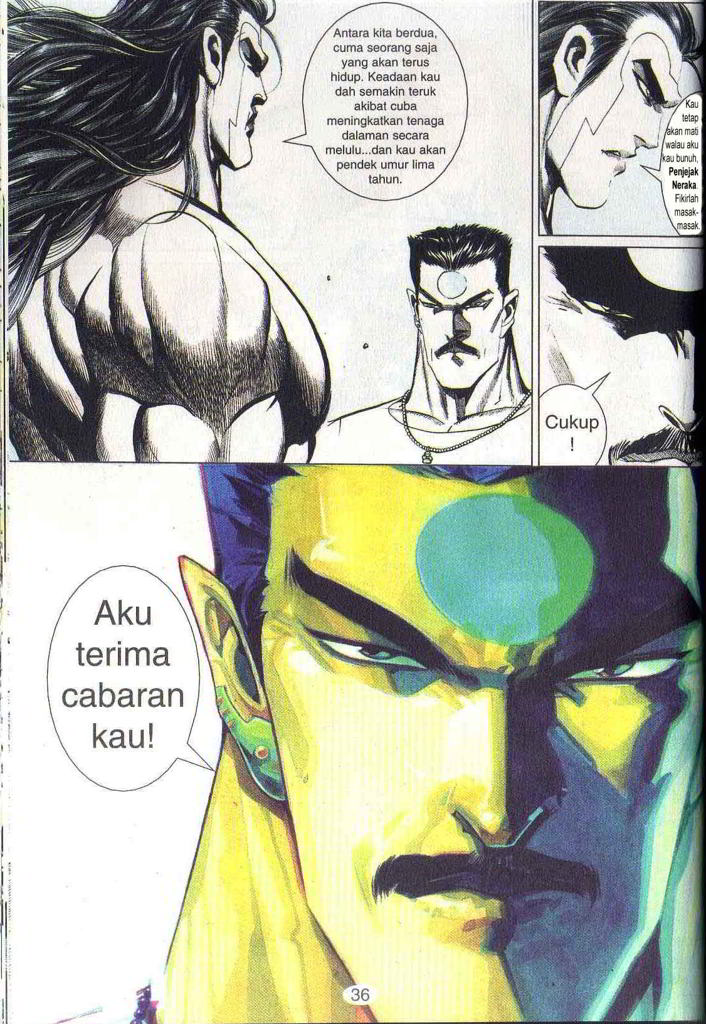 Antara kita berdua,
cuma seorang saja
yang akan terus
hidup. Keadaan kau
dah semakin teruk
akibat cuba
meningkatkan tenaga
dalaman secara
melulu...dan kau akan
pendek umur lima
tahun.
Kau
tetap
akan mati
walau aku
kau bunuh,
Penjejak
Neraka.
Fikirlah
masak-
masak.
Cukup
!
Aku
terima
cabaran
kau!
36